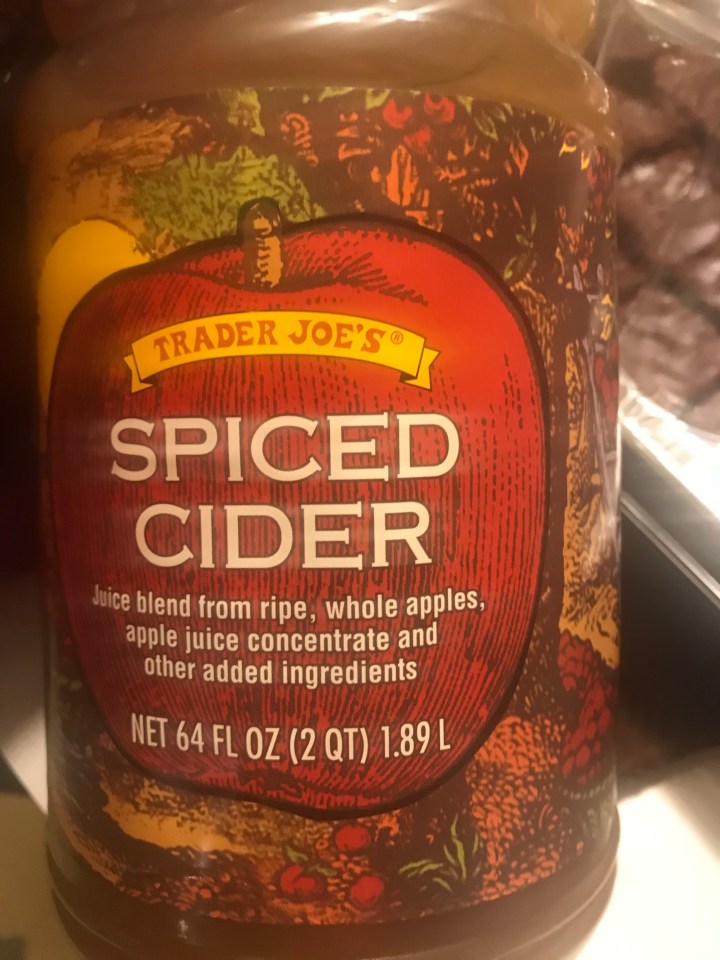 TRADER JOE'S®
SPICED
CIDER
Juice blend from ripe, whole apples,
apple juice concentrate and
other added ingredients
NET 64 FL OZ (2 QT) 1.89 L